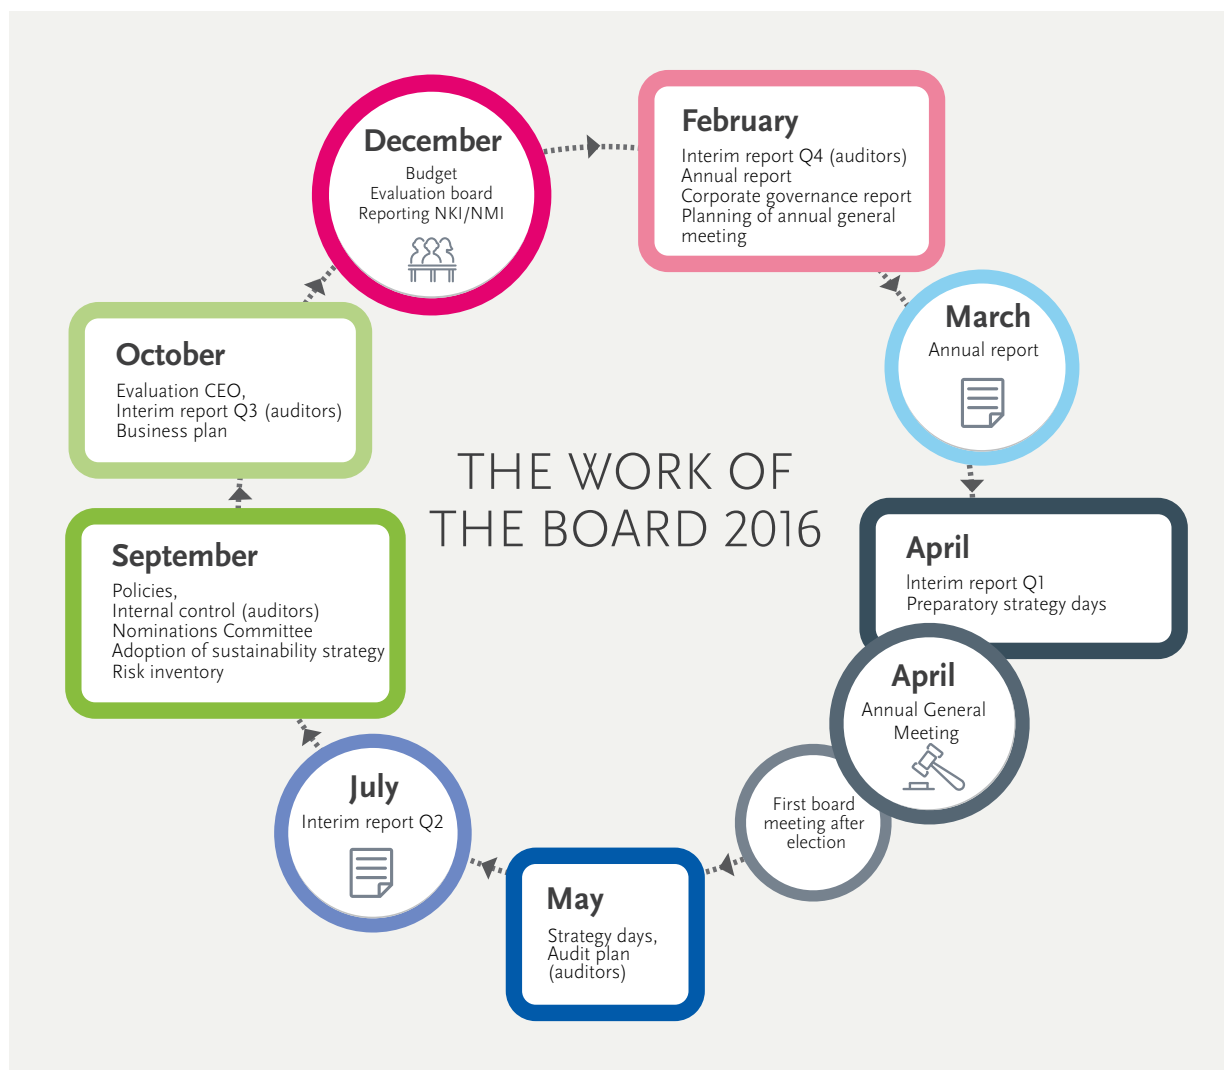 THE WORK OF
THE BOARD 2016
February
Interim report Q4 (auditors)
Annual report
Corporate governance report
Planning of annual general
meeting
March
Annual report
April
Interim report Q1
Preparatory strategy days
April
Annual General
Meeting
First board
meeting after
election
May
Strategy days,
Audit plan
(auditors)
July
Interim report Q2
September
Policies,
Internal control (auditors)
Nominations Committee
Adoption of sustainability strategy
Risk inventory
October
Evaluation CEO,
Interim report Q3 (auditors)
Business plan
December
Budget
Evaluation board
Reporting NKI/NMI